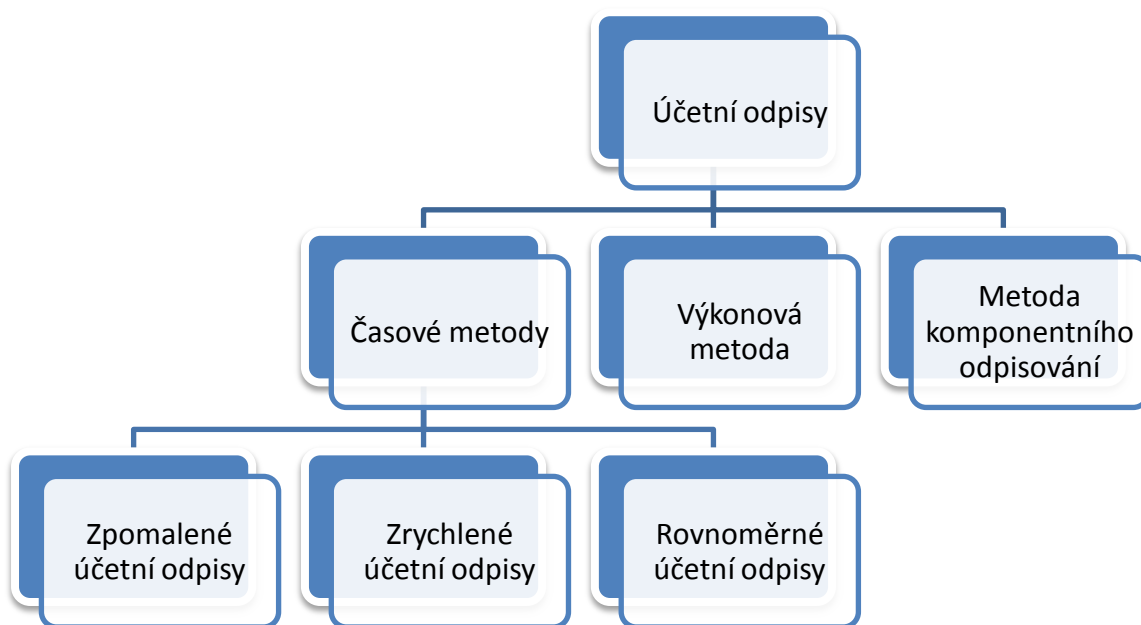 Účetní odpisy
Časové metody
Výkonová
metoda
Metoda
komponentního
odpisování
Zpomalené
účetní odpisy
Zrychlené
účetní odpisy
Rovnoměrné
účetní odpisy